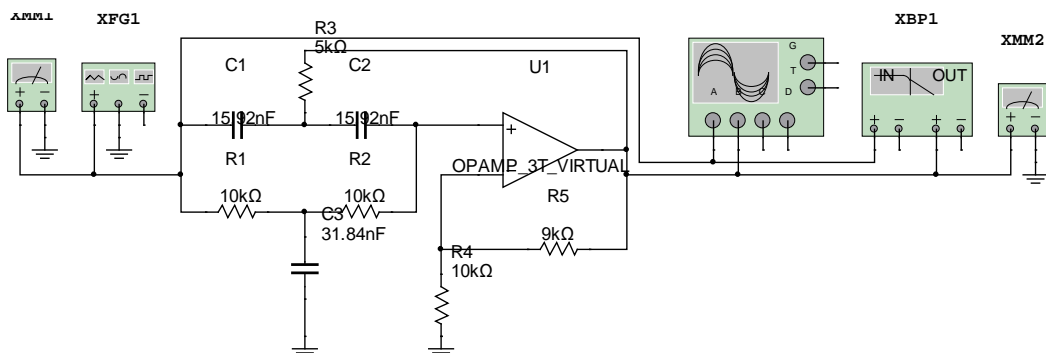 XMM1
XFG1
XBP1
XMM2
R3
5kΩ
C1
C2
U1
G
T
D
A B C D
IN OUT
15.92nF
15.92nF
R1
R2
OPAMP_3T_VIRTUAL
R5
10kΩ
10kΩ
C3
31.84nF
9kΩ
R4
10kΩ